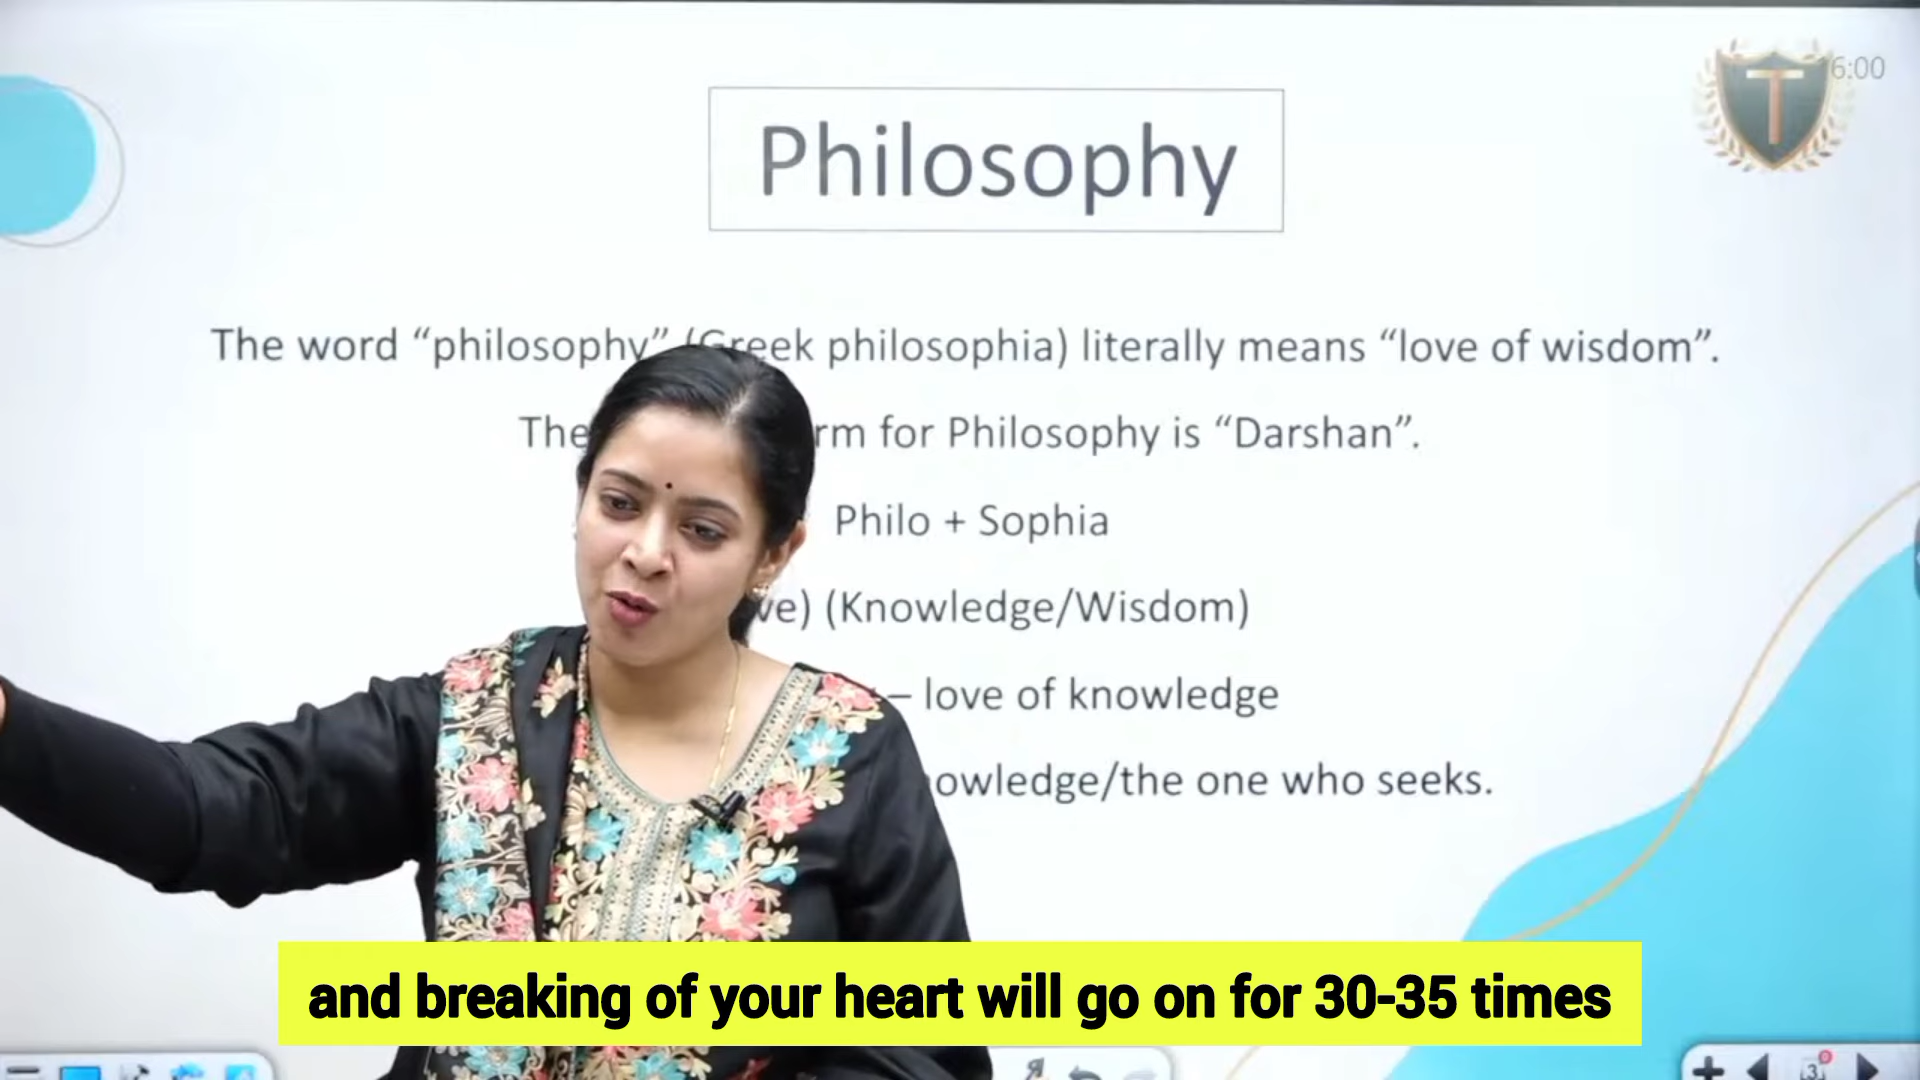 T 6:00
Philosophy
The word “philosophy” (Greek philosophia) literally means “love of wisdom”.
The rm for Philosophy is “Darshan”.
Philo + Sophia
ve) (Knowledge/Wisdom)
– love of knowledge
owledge/the one who seeks.
and breaking of your heart will go on for 30-35 times
3